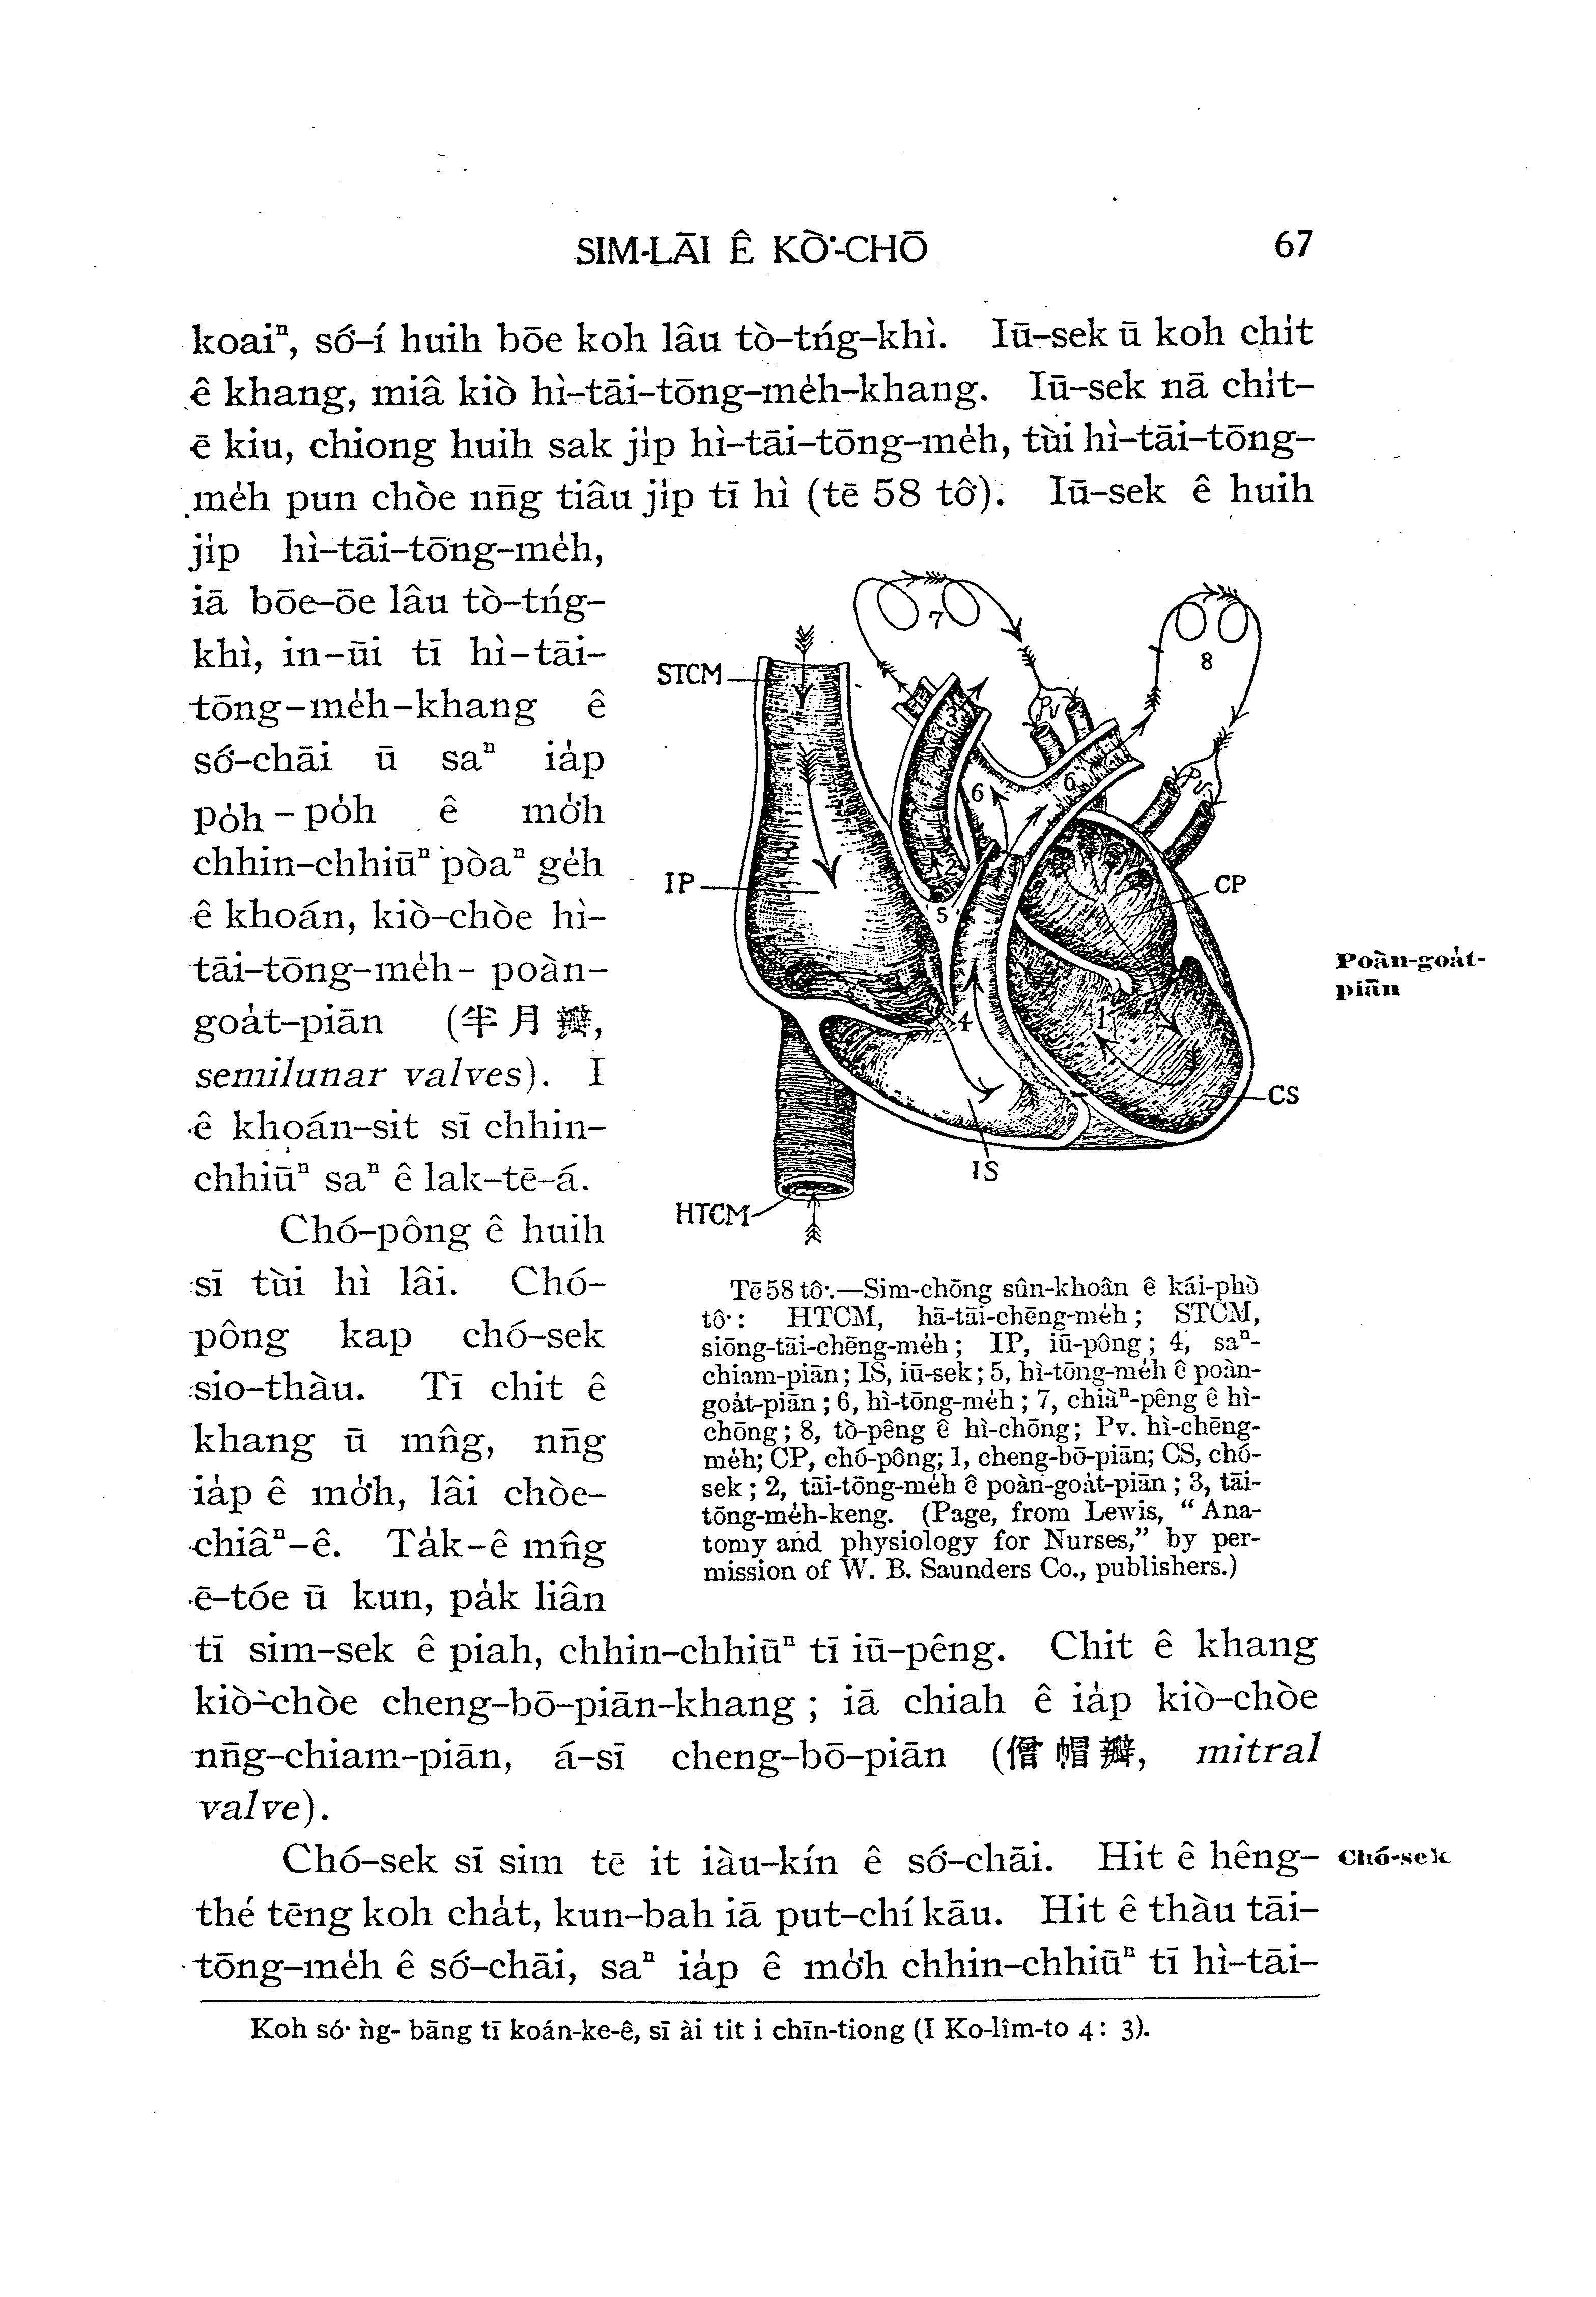 SIM-LĀI Ê KÒ͘-CHŌ
67
koaiⁿ, só͘-í huih bōe koh lâu tò-tńg-khì. Iū-sek ū koh chi̍t
ê khang, miâ kiò hì-tāi-tōng-me̍h-khang. Iū-sek nā chi̍t-
ē kiu, chiong huih sak ji̍p hì-tāi-tōng-me̍h, tùi hì-tāi-tōng-
me̍h pun chòe nn̄g tiâu ji̍p tī hì (tē 58 tô͘). Iū-sek ê huih
ji̍p hì-tāi-tōng-me̍h,
iā bōe-ōe lâu tò-tńg-
khì, in-ūi tī hì-tāi-
tōng-me̍h-khang ê
só͘-chāi ū saⁿ ia̍p
po̍h-po̍h ê mo̍͘h
chhin-chhiūⁿ pòaⁿ ge̍h
ê khoán, kiò-chòe hì-
tāi-tōng-me̍h-poàn-
goa̍t-piān (半月瓣,
semilunar valves). I
ê khoán-sit sī chhin-
chhiūⁿ saⁿ ê lak-tē-á.
Chó-pông ê huih
sī tùi hì lâi. Chó-
pông kap chó-sek
sio-thàu. Tī chit ê
khang ū mn̂g, nn̄g
ia̍p ê mo̍͘h, lâi chòe-
chiâⁿ-ê. Ta̍k-ê mn̂g
ē-tóe ū kun, pa̍k liân
tī sim-sek ê piah, chhin-chhiūⁿ tī iū-pêng. Chit ê khang
kiò-chòe cheng-bō-piān-khang; iā chiah ê ia̍p kiò-chòe
nn̄g-chiam-piān, á-sī cheng-bō-piān (僧帽瓣, mitral
valve).
Chó-sek sī sim tē it iàu-kín ê só͘-chāi. Hit ê hêng-
thé tēng koh cha̍t, kun-bah iā put-chí kāu. Hit ê thàu tāi-
tōng-me̍h ê só͘-chāi, saⁿ ia̍p ê mo̍͘h chhin-chhiūⁿ tī hì-tāi-
STCM
IP
HTCM
IS
CS
CP
7
8
Pv
Pv
3
6
6
2
5
4
1
Tē 58 tô͘.—Sim-chōng sûn-khoân ê kái-phò
tô͘: HTCM, hā-tāi-chēng-me̍h; STCM,
siōng-tāi-chēng-me̍h; IP, iū-pông; 4, saⁿ-
chiam-piān; IS, iū-sek; 5, hì-tōng-me̍h ê poàn-
goa̍t-piān; 6, hì-tōng-me̍h; 7, chiàⁿ-pêng ê hì-
chōng; 8, tò-pêng ê hì-chōng; Pv. hì-chēng-
me̍h; CP, chó-pông; 1, cheng-bō-piān; CS, chó-
sek; 2, tāi-tōng-me̍h ê poàn-goa̍t-piān; 3, tāi-
tōng-me̍h-keng. (Page, from Lewis, “Ana-
tomy and physiology for Nurses,” by per-
mission of W. B. Saunders Co., publishers.)
Poàn-goa̍t-
piān
Chó-sek
Koh só͘ ǹg-bāng tī koán-ke-ê, sī ài tit i chīn-tiong (I Ko-lîm-to 4: 3).